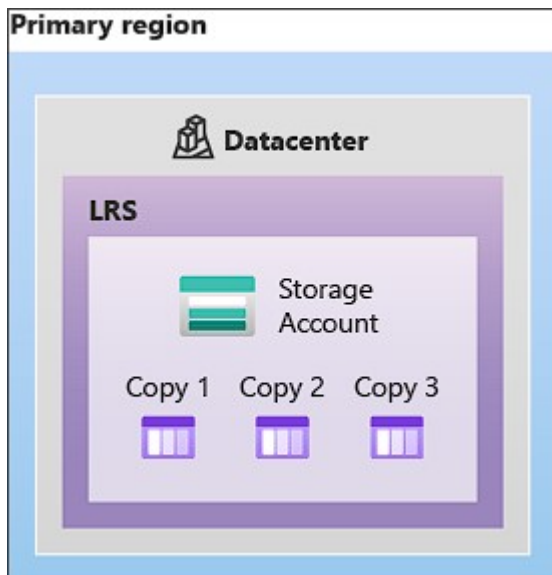 Primary region
Datacenter
LRS
Storage
Account
Copy 1 Copy 2 Copy 3